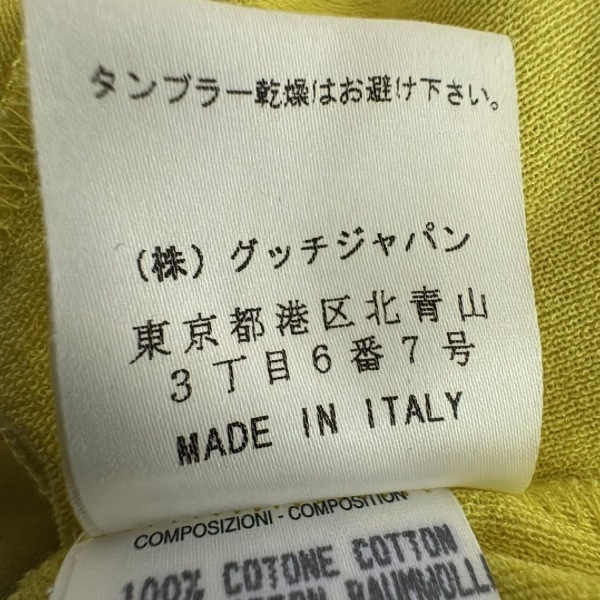 タンブラー乾燥はお避け下さい。
(株) グッチジャパン
東京都港区北青山
3丁目6番7号
MADE IN ITALY
COMPOSIZIONI - COMPOSITION
100% COTONE COTTON
COTTON BAUMWOLLE